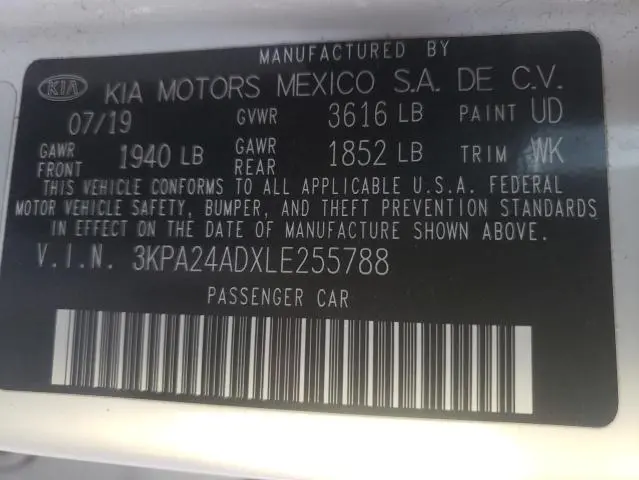 MANUFACTURED BY
KIA KIA MOTORS MEXICO S.A. DE C.V.
07/19 GVWR 3616 LB PAINT UD
GAWR FRONT 1940 LB GAWR REAR 1852 LB TRIM WK
THIS VEHICLE CONFORMS TO ALL APPLICABLE U.S.A. FEDERAL
MOTOR VEHICLE SAFETY, BUMPER, AND THEFT PREVENTION STANDARDS
IN EFFECT ON THE DATE OF MANUFACTURE SHOWN ABOVE.
V.I.N. 3KPA24ADXLE255788
PASSENGER CAR